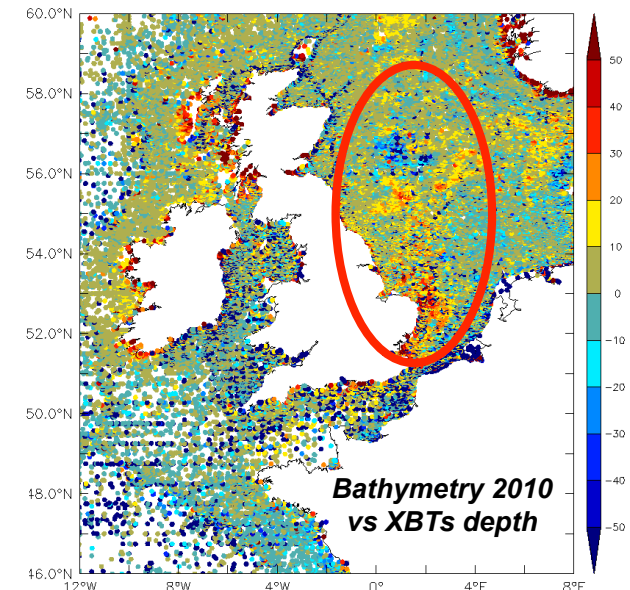 60.0°N
58.0°N
56.0°N
54.0°N
52.0°N
50.0°N
48.0°N
46.0°N
12°W 8°W 4°W 0° 4°E 8°E
50
40
30
20
10
0
−10
−20
−30
−40
−50
Bathymetry 2010
vs XBTs depth